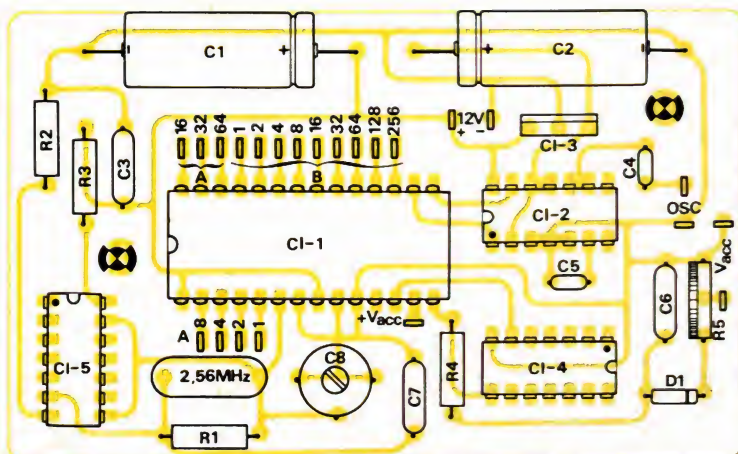 - C1 +
+ C2 -
16 32 64 1 2 4 8 16 32 64 128 256
12V
+ -
R2
R3
C3
A
B
CI-3
C4
CI-1
CI-2
OSC
Vacc
C5
C6
R5
+Vacc
A 8 4 2 1
CI-5
2,56MHz
C8
C7
R4
CI-4
D1
R1